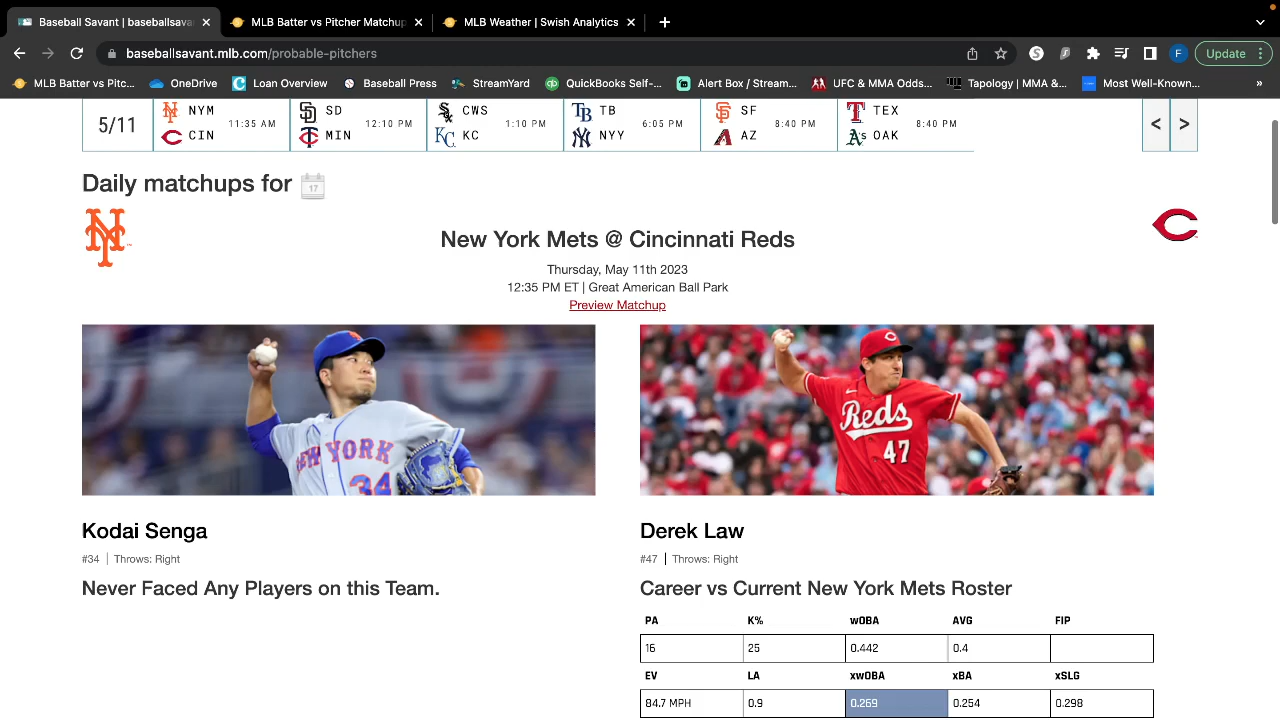 Baseball Savant | baseballsavan
MLB Batter vs Pitcher Matchup
MLB Weather | Swish Analytics
baseballsavant.mlb.com/probable-pitchers
S
F
Update
MLB Batter vs Pitc...
OneDrive
Loan Overview
Baseball Press
StreamYard
QuickBooks Self-...
Alert Box / Stream...
UFC & MMA Odds...
Tapology | MMA &...
Most Well-Known...
»
5/11
NYM
CIN
11:35 AM
SD
MIN
12:10 PM
CWS
KC
1:10 PM
TB
NYY
6:05 PM
SF
AZ
8:40 PM
TEX
OAK
8:40 PM
<
>
Daily matchups for
17
New York Mets @ Cincinnati Reds
Thursday, May 11th 2023
12:35 PM ET | Great American Ball Park
Preview Matchup
NEW YORK
34
Reds
47
Kodai Senga
#34 | Throws: Right
Never Faced Any Players on this Team.
Derek Law
#47 | Throws: Right
Career vs Current New York Mets Roster
PA K% wOBA AVG FIP
16 25 0.442 0.4
EV LA xwOBA xBA xSLG
84.7 MPH 0.9 0.269 0.254 0.298